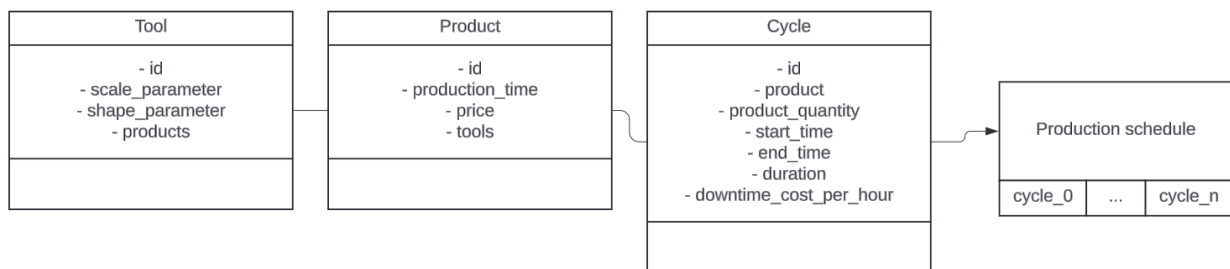 Tool
- id
- scale_parameter
- shape_parameter
- products
Product
- id
- production_time
- price
- tools
Cycle
- id
- product
- product_quantity
- start_time
- end_time
- duration
- downtime_cost_per_hour
Production schedule
cycle_0
...
cycle_n